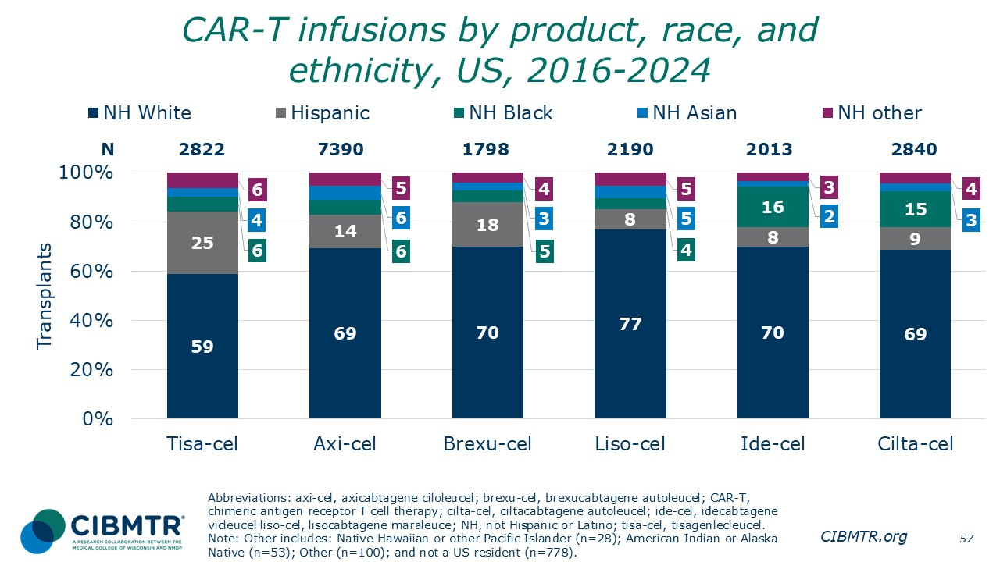 CAR-T infusions by product, race, and
ethnicity, US, 2016-2024
NH White Hispanic NH Black NH Asian NH other
N 2822 7390 1798 2190 2013 2840
Transplants
100%
80%
60%
40%
20%
0%
6 4 6 25 59
5 6 6 14 69
4 3 5 18 70
5 5 4 8 77
3 2 16 8 70
4 3 15 9 69
Tisa-cel Axi-cel Brexu-cel Liso-cel Ide-cel Cilta-cel
Abbreviations: axi-cel, axicabtagene ciloleucel; brexu-cel, brexucabtagene autoleucel; CAR-T,
chimeric antigen receptor T cell therapy; cilta-cel, ciltacabtagene autoleucel; ide-cel, idecabtagene
vicleucel liso-cel, lisocabtagene maraleuce; NH, not Hispanic or Latino; tisa-cel, tisagenlecleucel.
Note: Other includes: Native Hawaiian or other Pacific Islander (n=28); American Indian or Alaska
Native (n=53); Other (n=100); and not a US resident (n=778).
CIBMTR®
A RESEARCH COLLABORATION BETWEEN THE
MEDICAL COLLEGE OF WISCONSIN AND NMDP
CIBMTR.org
57